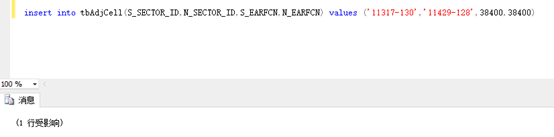 insert into tbAdjCell(S_SECTOR_ID,N_SECTOR_ID,S_EARFCN,N_EARFCN) values ('11317-130','11429-128',38400,38400)
100 %
消息
(1 行受影响)